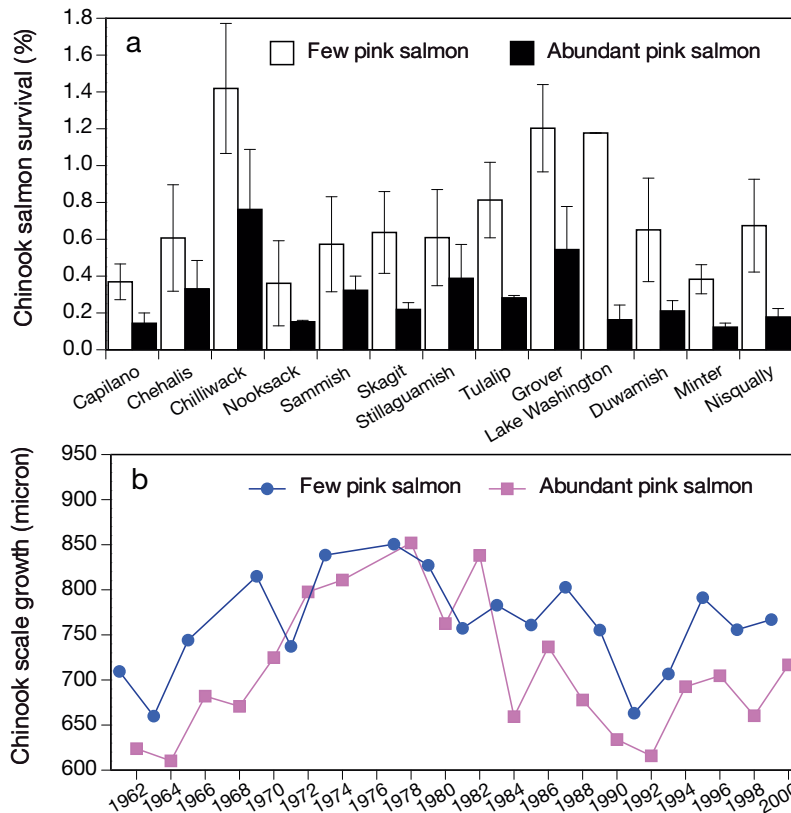 a
Few pink salmon
Abundant pink salmon
Chinook salmon survival (%)
1.8
1.6
1.4
1.2
1.0
0.8
0.6
0.4
0.2
0.0
Capilano
Chehalis
Chilliwack
Nooksack
Sammish
Skagit
Stillaguamish
Tulalip
Grover
Lake Washington
Duwamish
Minter
Nisqually
b
Few pink salmon
Abundant pink salmon
Chinook scale growth (micron)
950
900
850
800
750
700
650
600
1962
1964
1966
1968
1970
1972
1974
1976
1978
1980
1982
1984
1986
1988
1990
1992
1994
1996
1998
2000